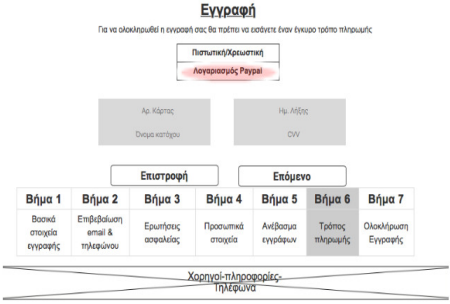 Εγγραφή
Για να ολοκληρωθεί η εγγραφή σας θα πρέπει να εισάγετε έναν έγκυρο τρόπο πληρωμής
Πιστωτική/Χρεωστική
Λογαριασμός Paypal
Αρ. Κάρτας Ημ. Λήξης
Όνομα κατόχου CVV
Επιστροφή Επόμενο
Βήμα 1 Βήμα 2 Βήμα 3 Βήμα 4 Βήμα 5 Βήμα 6 Βήμα 7
Βασικά στοιχεία εγγραφής
Επιβεβαίωση email & τηλεφώνου
Ερωτήσεις ασφαλείας
Προσωπικά στοιχεία
Ανέβασμα εγγράφων
Τρόπος πληρωμής
Ολοκλήρωση Εγγραφής
Χορηγοί-πληροφορίες-
Τηλέφωνα